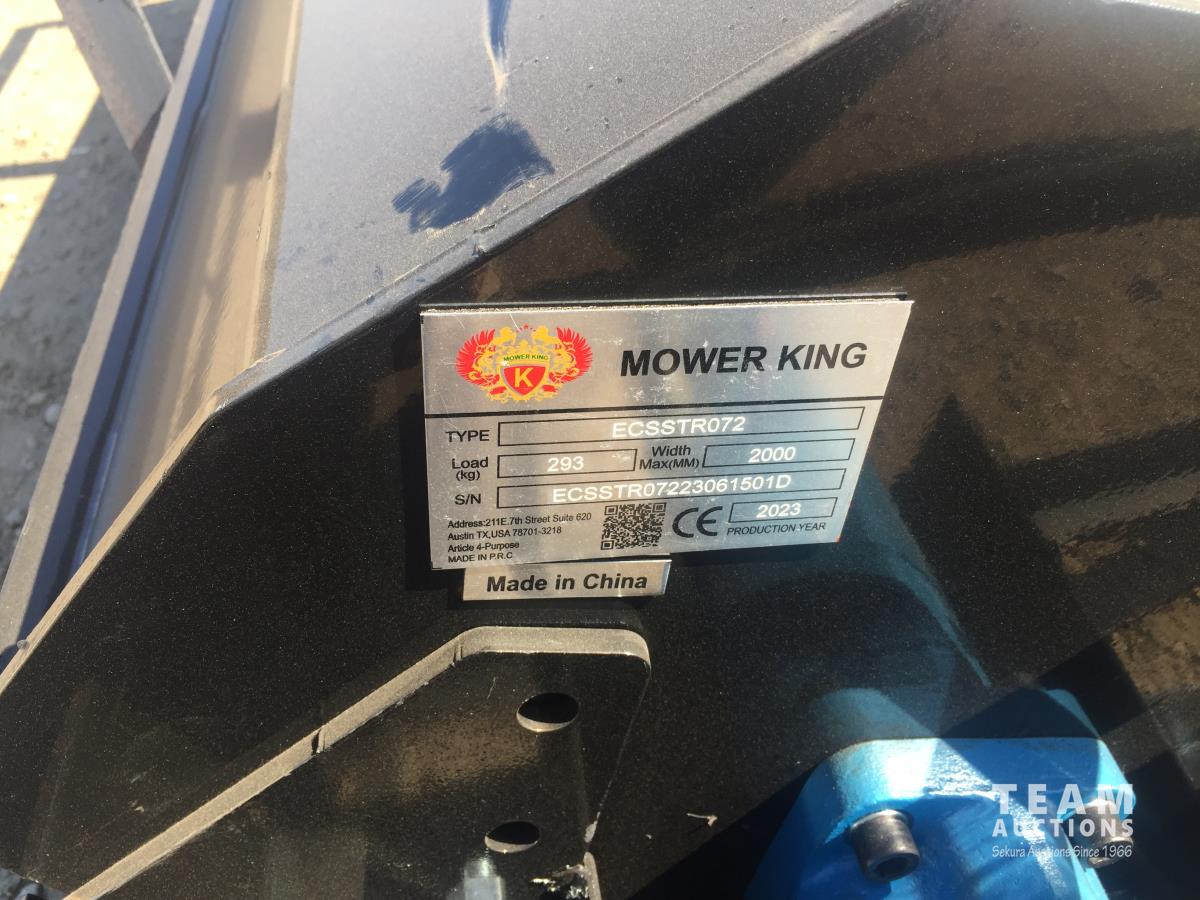 MOWER KING
K
MOWER KING
TYPE ECSSTR072
Load (kg) 293 Width Max(MM) 2000
S/N ECSSTR07223061501D
Address:211E.7th Street Suite 620
Austin TX,USA 78701-3218
Article 4-Purpose
MADE IN P.R.C
CE
2023
PRODUCTION YEAR
Made in China
TEAM
AUCTIONS
Sekura Auctions Since 1966